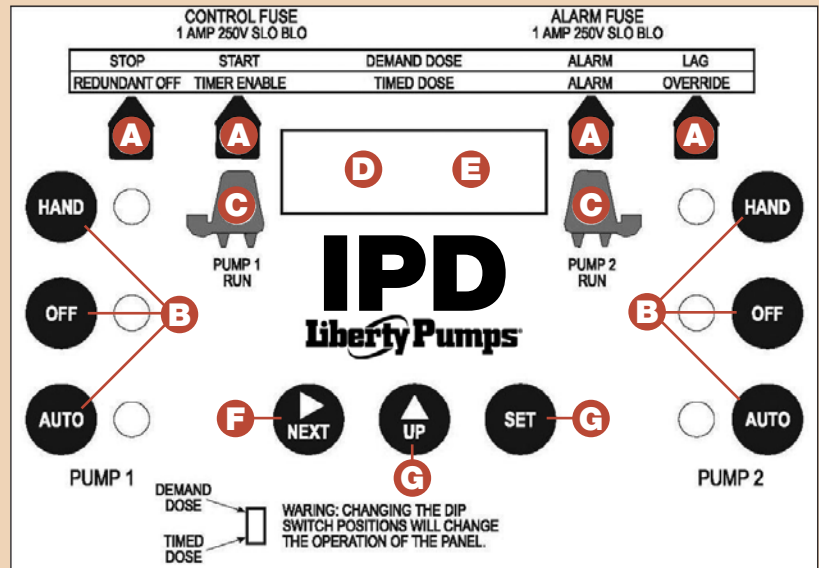 CONTROL FUSE
1 AMP 250V SLO BLO
ALARM FUSE
1 AMP 250V SLO BLO
STOP START DEMAND DOSE ALARM LAG
REDUNDANT OFF TIMER ENABLE TIMED DOSE ALARM OVERRIDE
A A A A
D E
HAND C C HAND
PUMP 1
RUN
PUMP 2
RUN
IPD
Liberty Pumps
OFF B B OFF
AUTO F NEXT UP SET G AUTO
G
PUMP 1 PUMP 2
DEMAND
DOSE
TIMED
DOSE
WARING: CHANGING THE DIP
SWITCH POSITIONS WILL CHANGE
THE OPERATION OF THE PANEL.